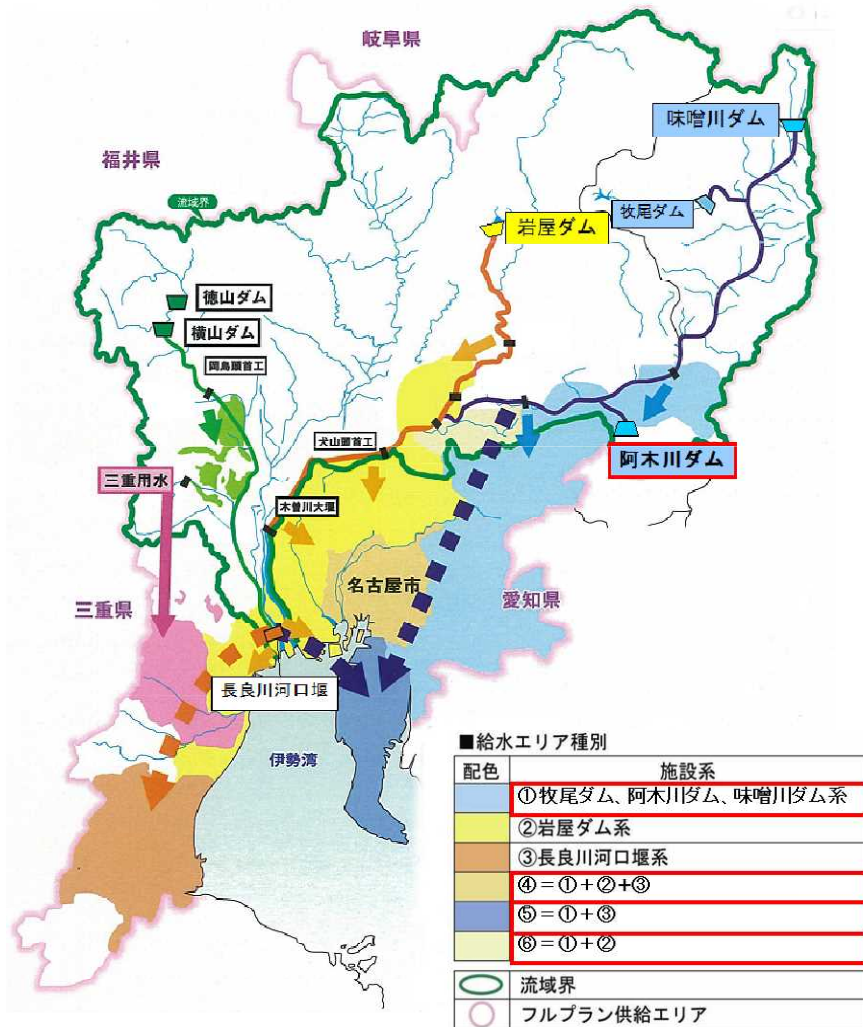 岐阜県
味噌川ダム
福井県
流域界
牧尾ダム
岩屋ダム
徳山ダム
横山ダム
岡島頭首工
犬山頭首工
阿木川ダム
三重用水
木曽川大堰
名古屋市
愛知県
三重県
長良川河口堰
伊勢湾
■給水エリア種別
配色 施設系
①牧尾ダム、阿木川ダム、味噌川ダム系
②岩屋ダム系
③長良川河口堰系
④=①+②+③
⑤=①+③
⑥=①+②
流域界
フルプラン供給エリア